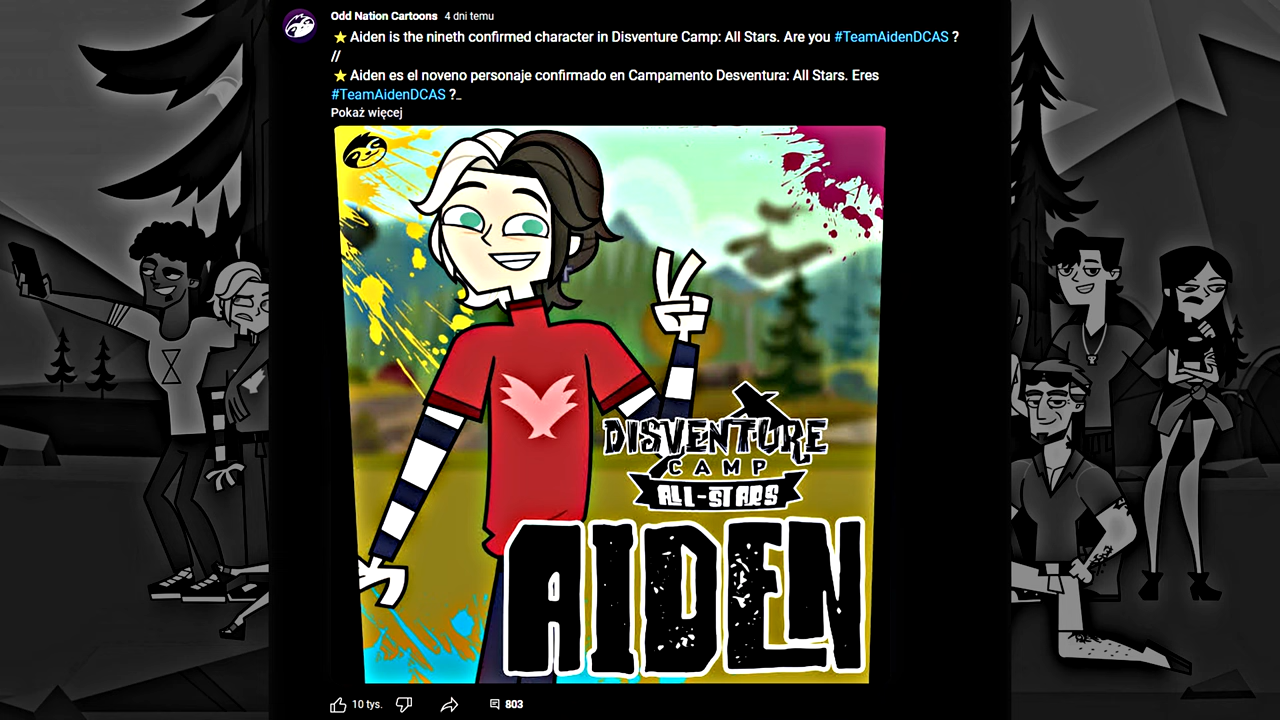 Odd Nation Cartoons 4 dni temu
⭐ Aiden is the nineth confirmed character in Disventure Camp: All Stars. Are you #TeamAidenDCAS ?
//
⭐ Aiden es el noveno personaje confirmado en Campamento Desventura: All Stars. Eres
#TeamAidenDCAS ?...
Pokaż więcej
DISVENTURE
CAMP
ALL-STARS
AIDEN
10 tys. 803